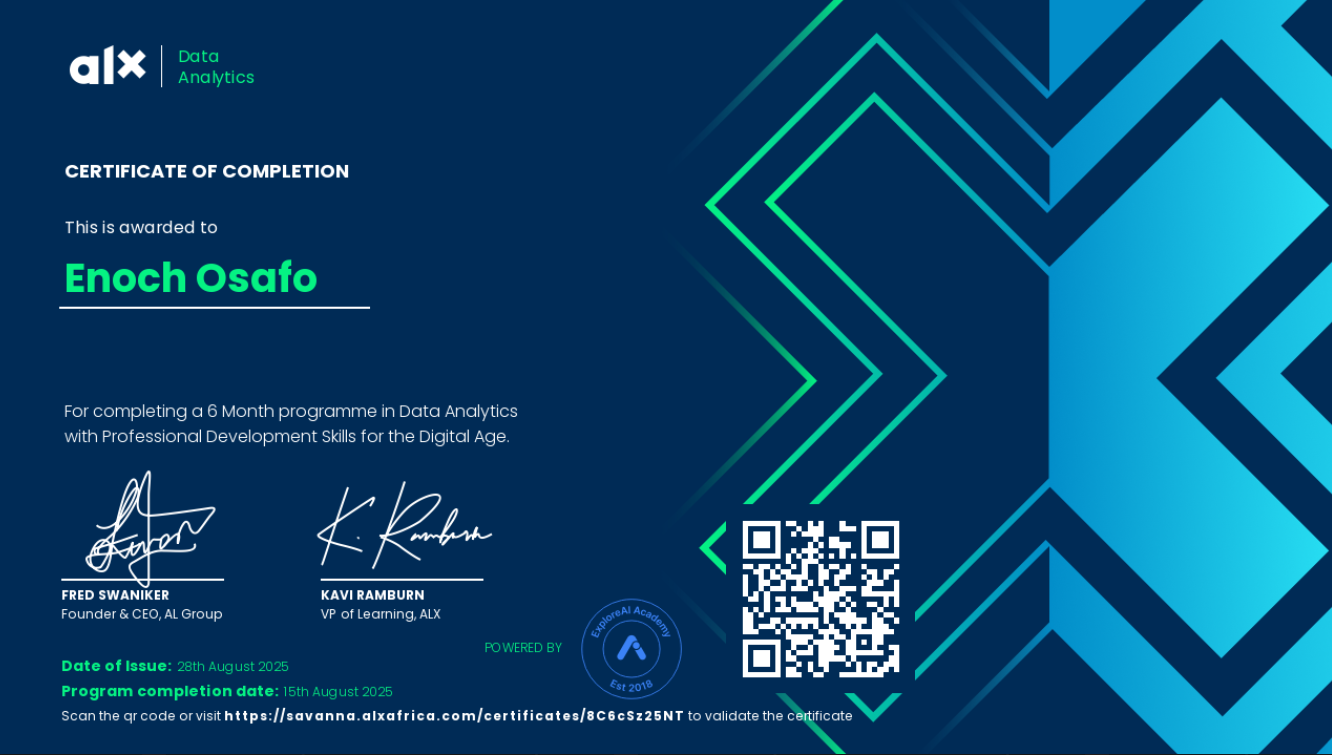 alx
Data
Analytics
CERTIFICATE OF COMPLETION
This is awarded to
Enoch Osafo
For completing a 6 Month programme in Data Analytics
with Professional Development Skills for the Digital Age.
K. Ramburn
FRED SWANIKER
Founder & CEO, AL Group
KAVI RAMBURN
VP of Learning, ALX
POWERED BY
ExploreAI Academy
Est 2018
Date of Issue: 28th August 2025
Program completion date: 15th August 2025
Scan the qr code or visit https://savanna.alxafrica.com/certificates/8C6cSz25NT to validate the certificate